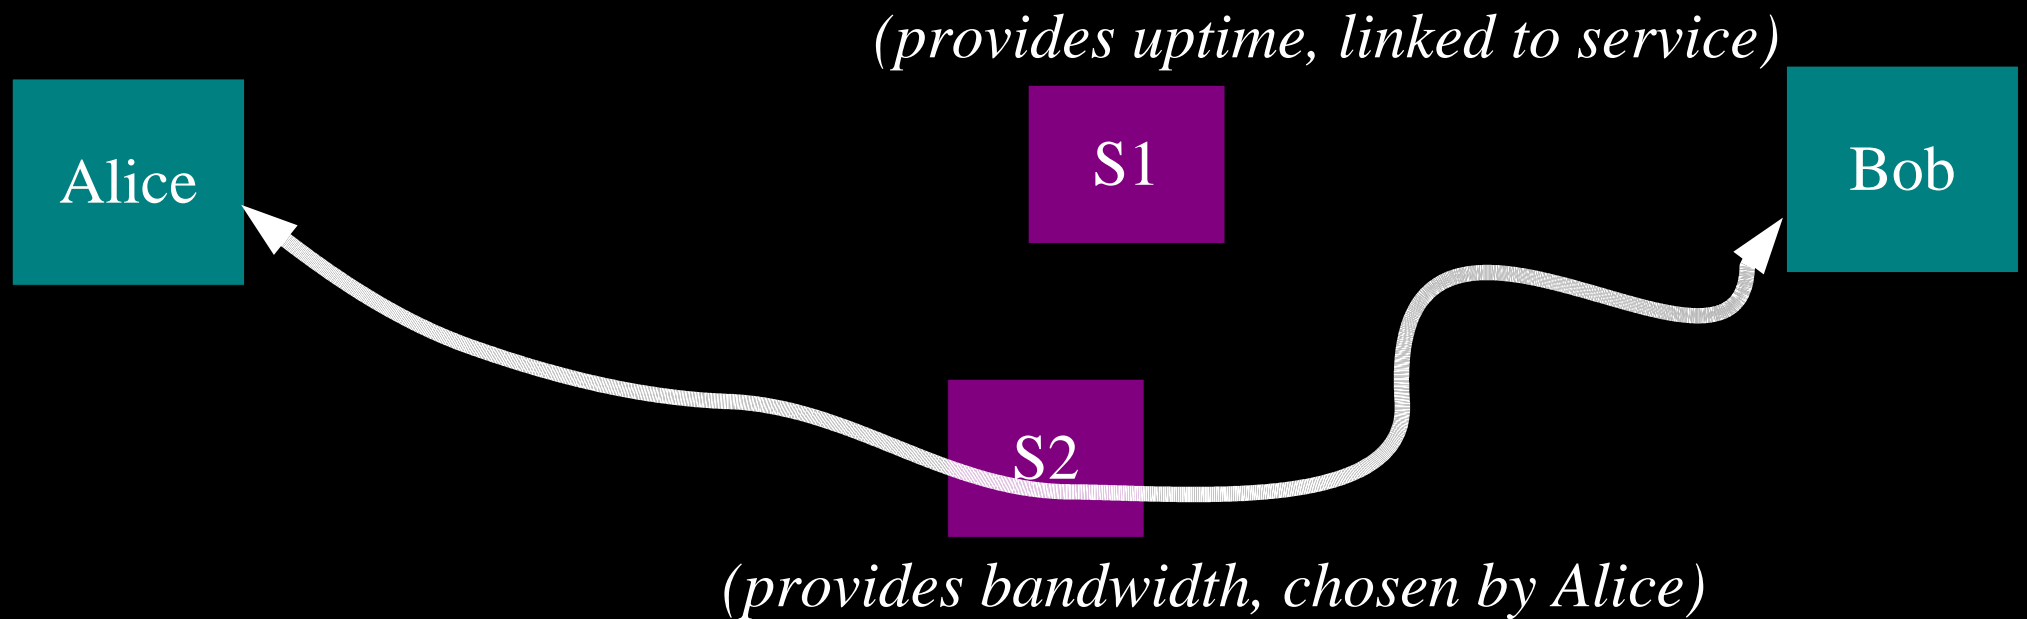 (provides uptime, linked to service)
Alice
S1
Bob
S2
(provides bandwidth, chosen by Alice)